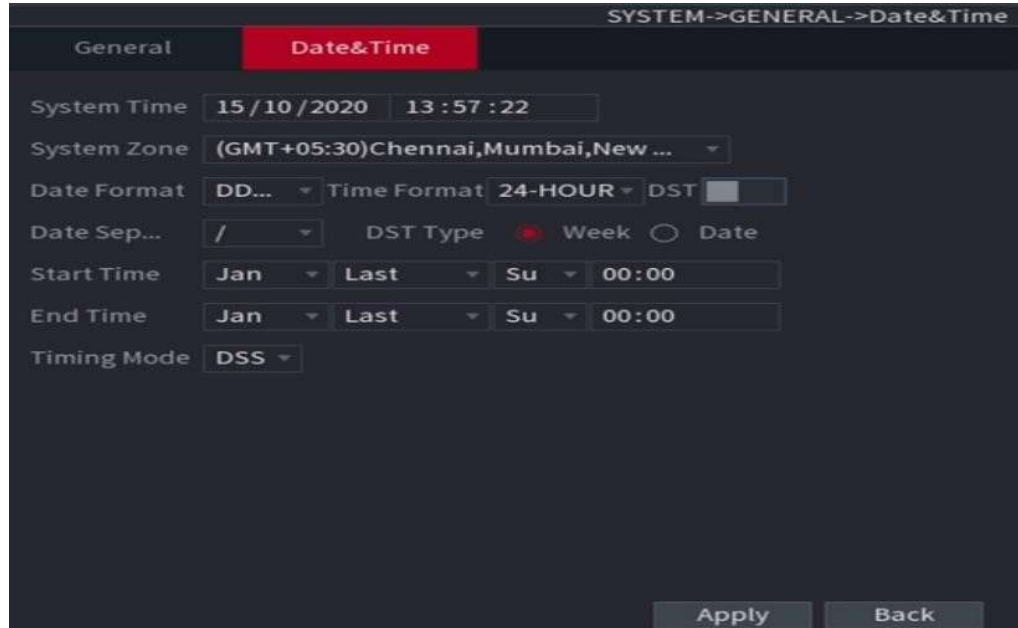 SYSTEM->GENERAL->Date&Time
General Date&Time
System Time 15/10/2020 13:57:22
System Zone (GMT+05:30)Chennai,Mumbai,New ...
Date Format DD... Time Format 24-HOUR DST
Date Sep... / DST Type Week Date
Start Time Jan Last Su 00:00
End Time Jan Last Su 00:00
Timing Mode DSS
Apply Back